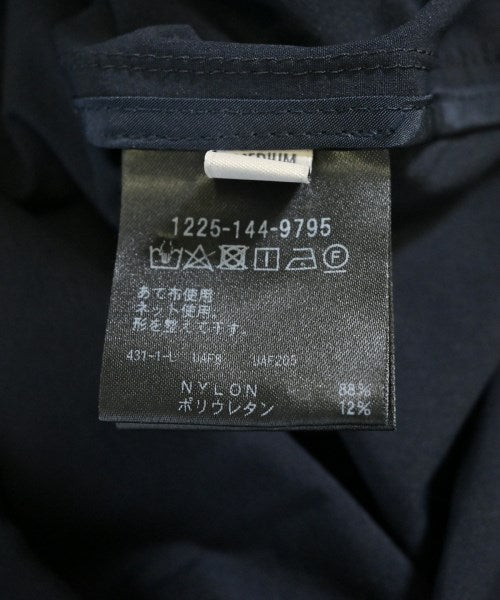 1225-144-9795
F
あて布使用
ネット使用。
形を整えて干す。
431-1-L UAF8 UAF205
NYLON 88%
ポリウレタン 12%